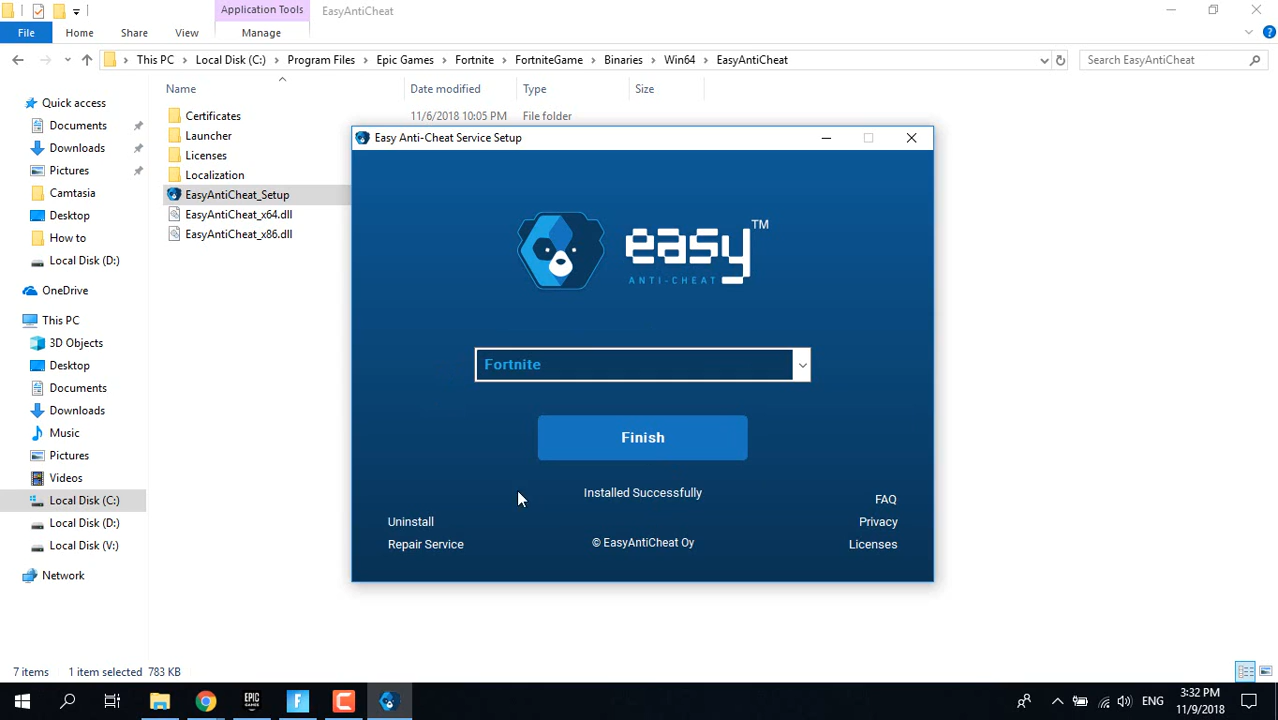 Application Tools
EasyAntiCheat
File
Home
Share
View
Manage
This PC
Local Disk (C:)
Program Files
Epic Games
Fortnite
FortniteGame
Binaries
Win64
EasyAntiCheat
Search EasyAntiCheat
Name
Date modified
Type
Size
Quick access
Documents
Downloads
Pictures
Camtasia
Desktop
How to
Local Disk (D:)
OneDrive
This PC
3D Objects
Desktop
Documents
Downloads
Music
Pictures
Videos
Local Disk (C:)
Local Disk (D:)
Local Disk (V:)
Network
Certificates
11/6/2018 10:05 PM
File folder
Launcher
Licenses
Localization
EasyAntiCheat_Setup
EasyAntiCheat_x64.dll
EasyAntiCheat_x86.dll
Easy Anti-Cheat Service Setup
easy™
ANTI-CHEAT
Fortnite
Finish
Installed Successfully
Uninstall
Repair Service
© EasyAntiCheat Oy
FAQ
Privacy
Licenses
7 items
1 item selected 783 KB
EPIC
GAMES
F
ENG
3:32 PM
11/9/2018